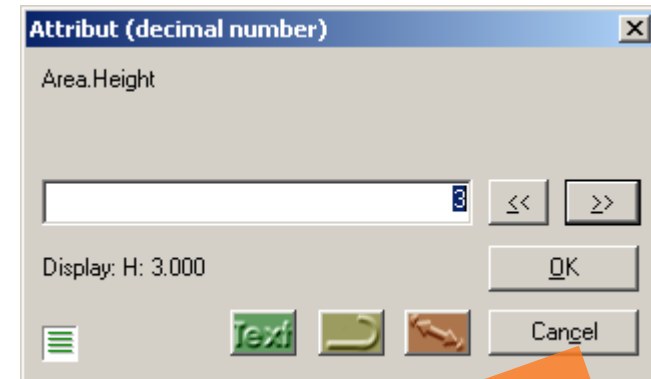 Attribut (decimal number)
Area.Height
3 << >>
Display: H: 3.000 OK
Text Cancel